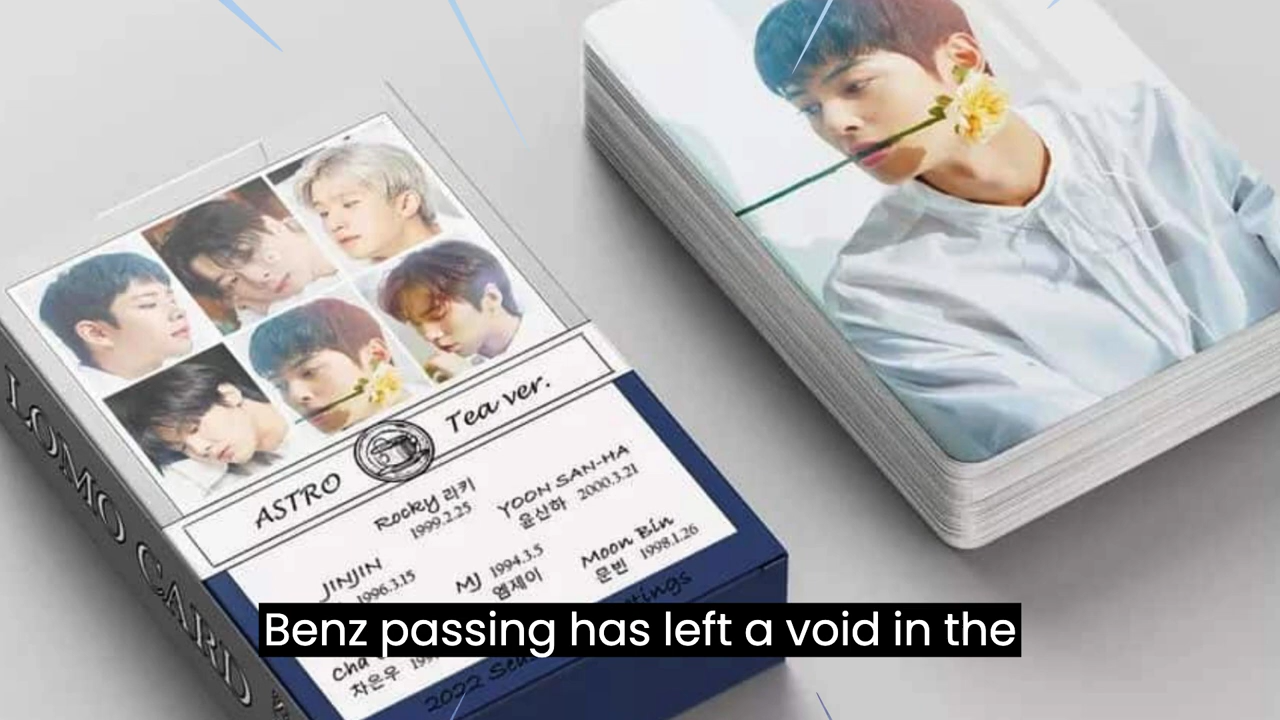 LOMO CARD
ASTRO Tea ver.
Rocky 라키
1999.2.25
YOON SAN-HA
윤산하 2000.3.21
JINJIN
1996.3.15
MJ 1994.3.5
엠제이
Moon Bin
문빈 1998.1.26
cha
차은우
2022
Benz passing has left a void in the